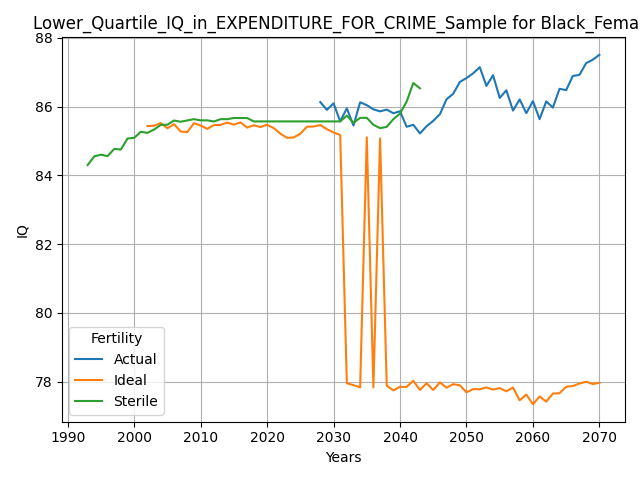 Lower_Quartile_IQ_in_EXPENDITURE_FOR_CRIME_Sample for Black_Fema
88
86
84
82
80
78
IQ
Fertility
Actual
Ideal
Sterile
1990 2000 2010 2020 2030 2040 2050 2060 2070
Years